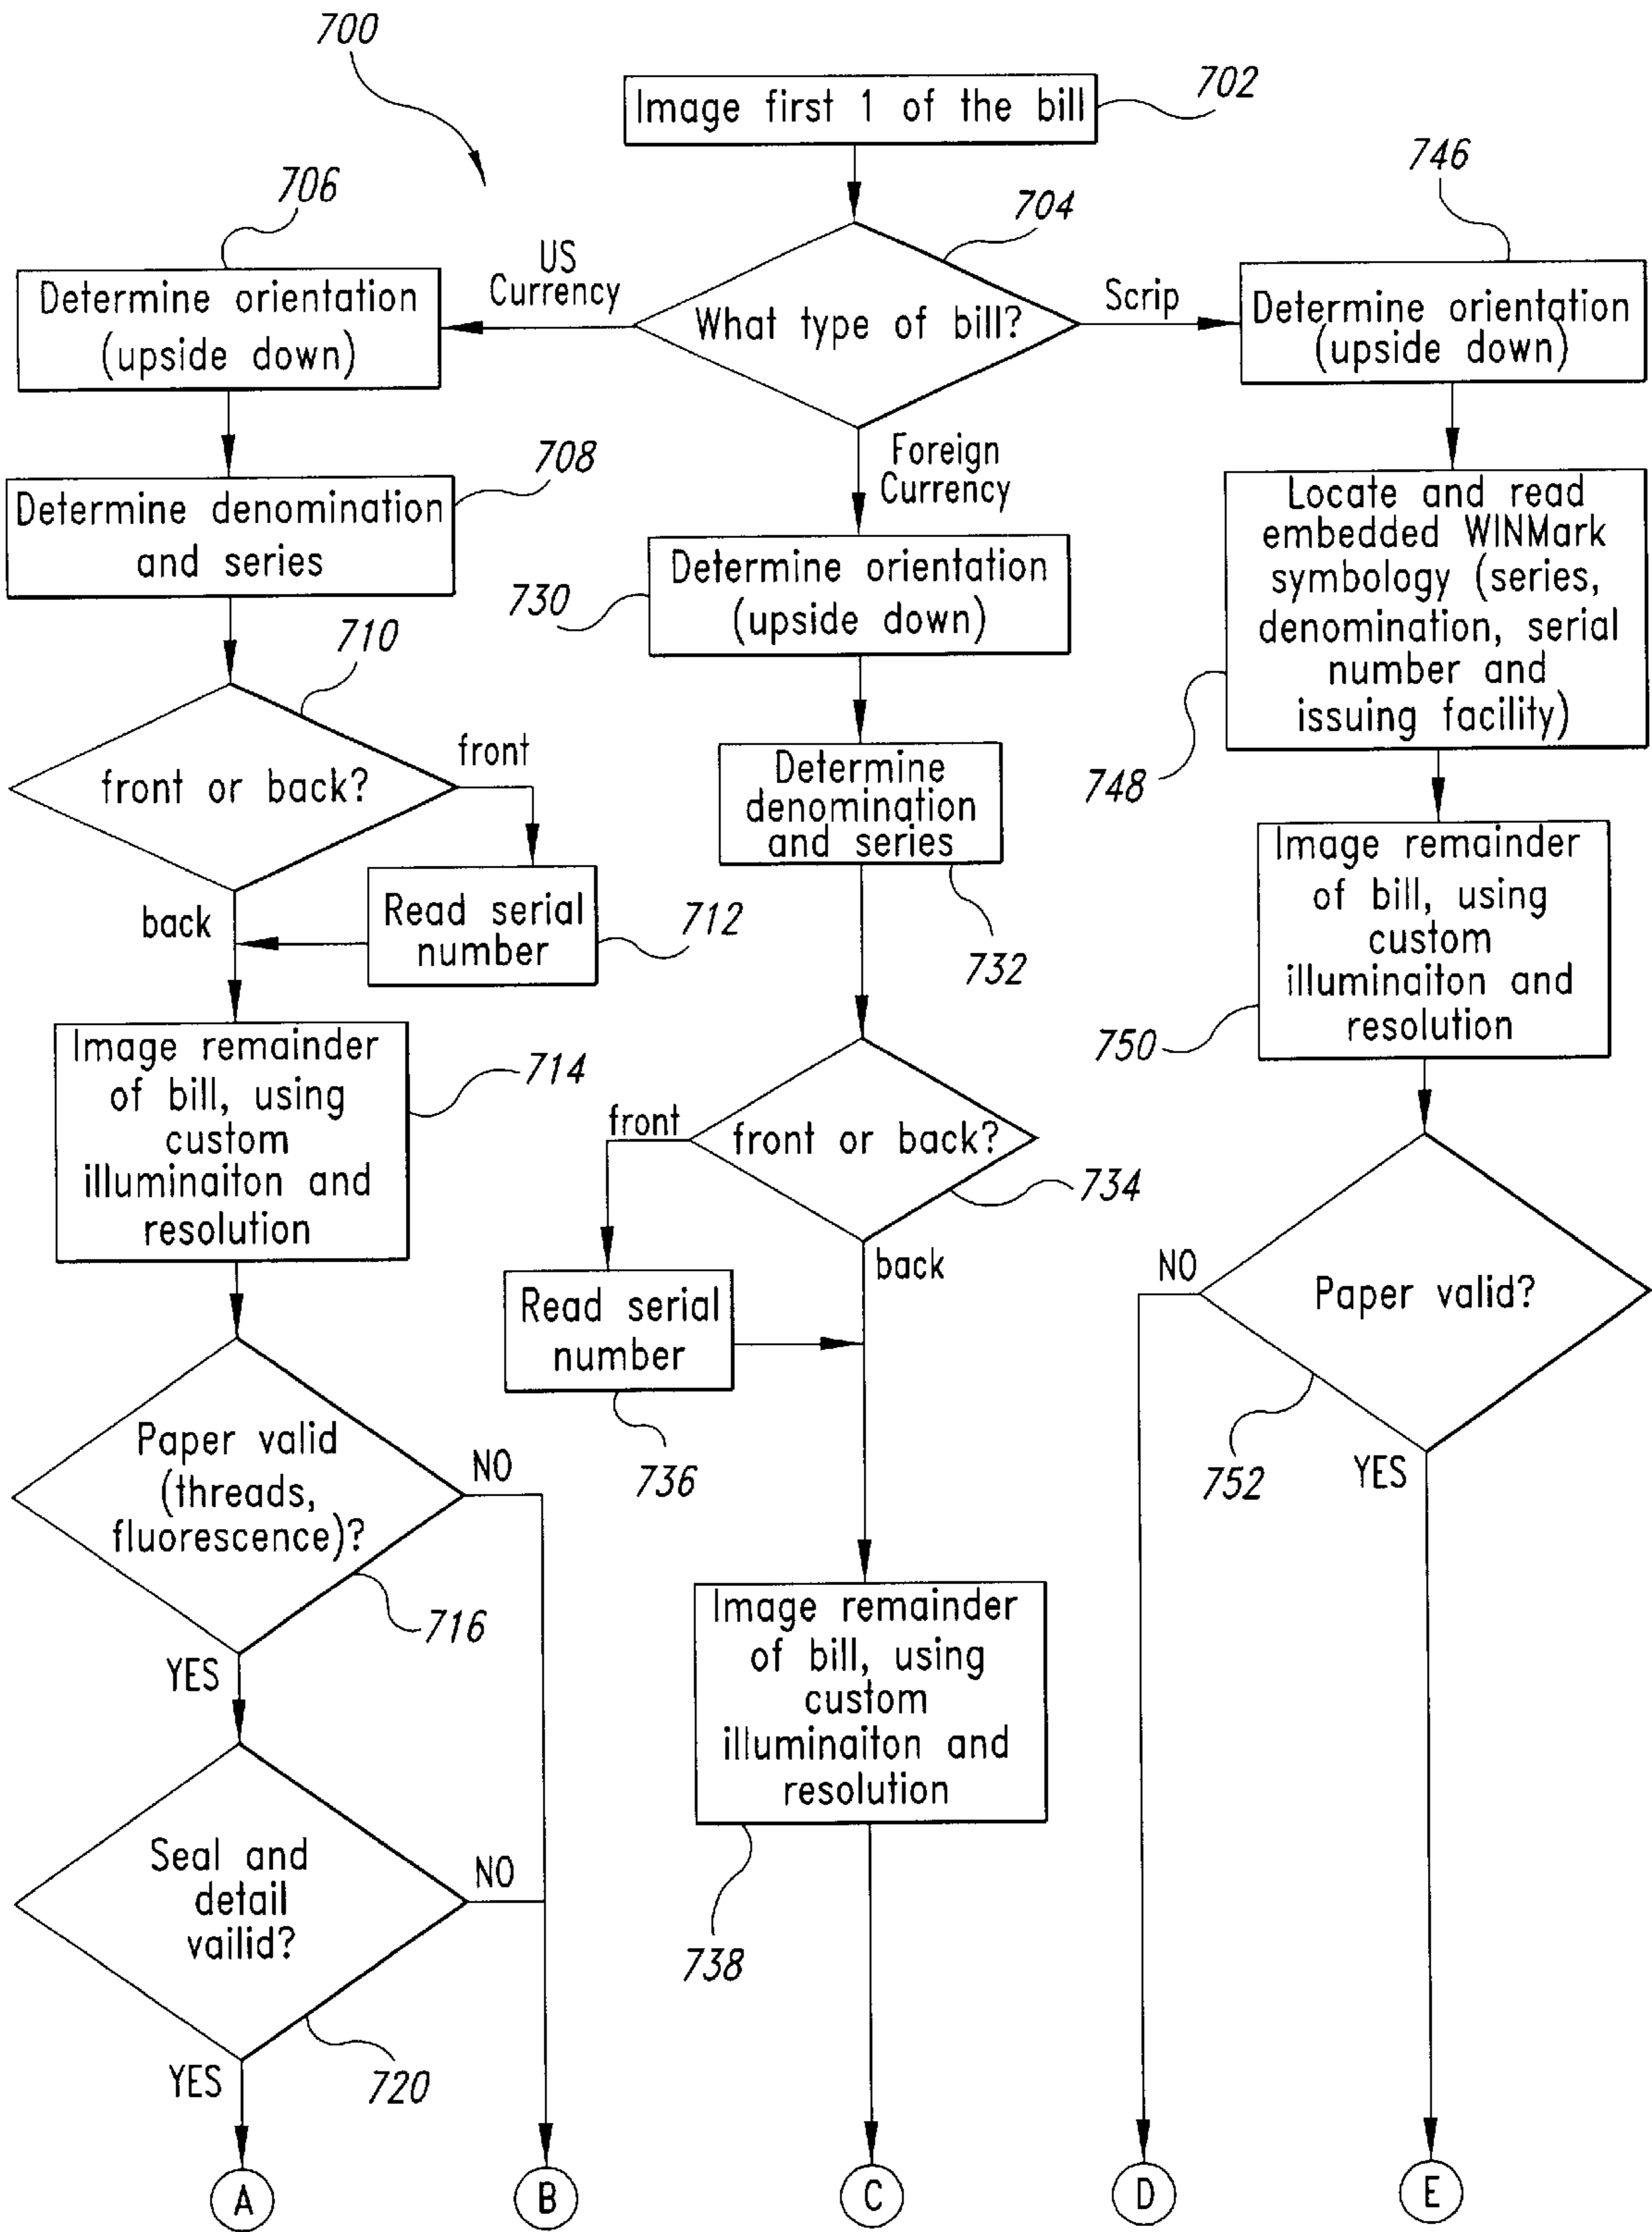 700
Image first 1 of the bill
702
704
What type of bill?
US
Currency
Scrip
Foreign
Currency
706
Determine orientation
(upside down)
708
Determine denomination
and series
710
front or back?
front
back
Read serial
number
712
Image remainder
of bill, using
custom
illuminaiton and
resolution
714
Paper valid
(threads,
fluorescence)?
NO
716
YES
Seal and
detail
vailid?
NO
720
YES
A
B
Determine orientation
(upside down)
730
Determine
denomination
and series
732
front or back?
front
734
back
Read serial
number
736
Image remainder
of bill, using
custom
illuminaiton and
resolution
738
C
746
Determine orientation
(upside down)
Locate and read
embedded WINMark
symbology (series,
denomination, serial
number and
issuing facility)
748
Image remainder
of bill, using
custom
illuminaiton and
resolution
750
Paper valid?
NO
752
YES
D
E